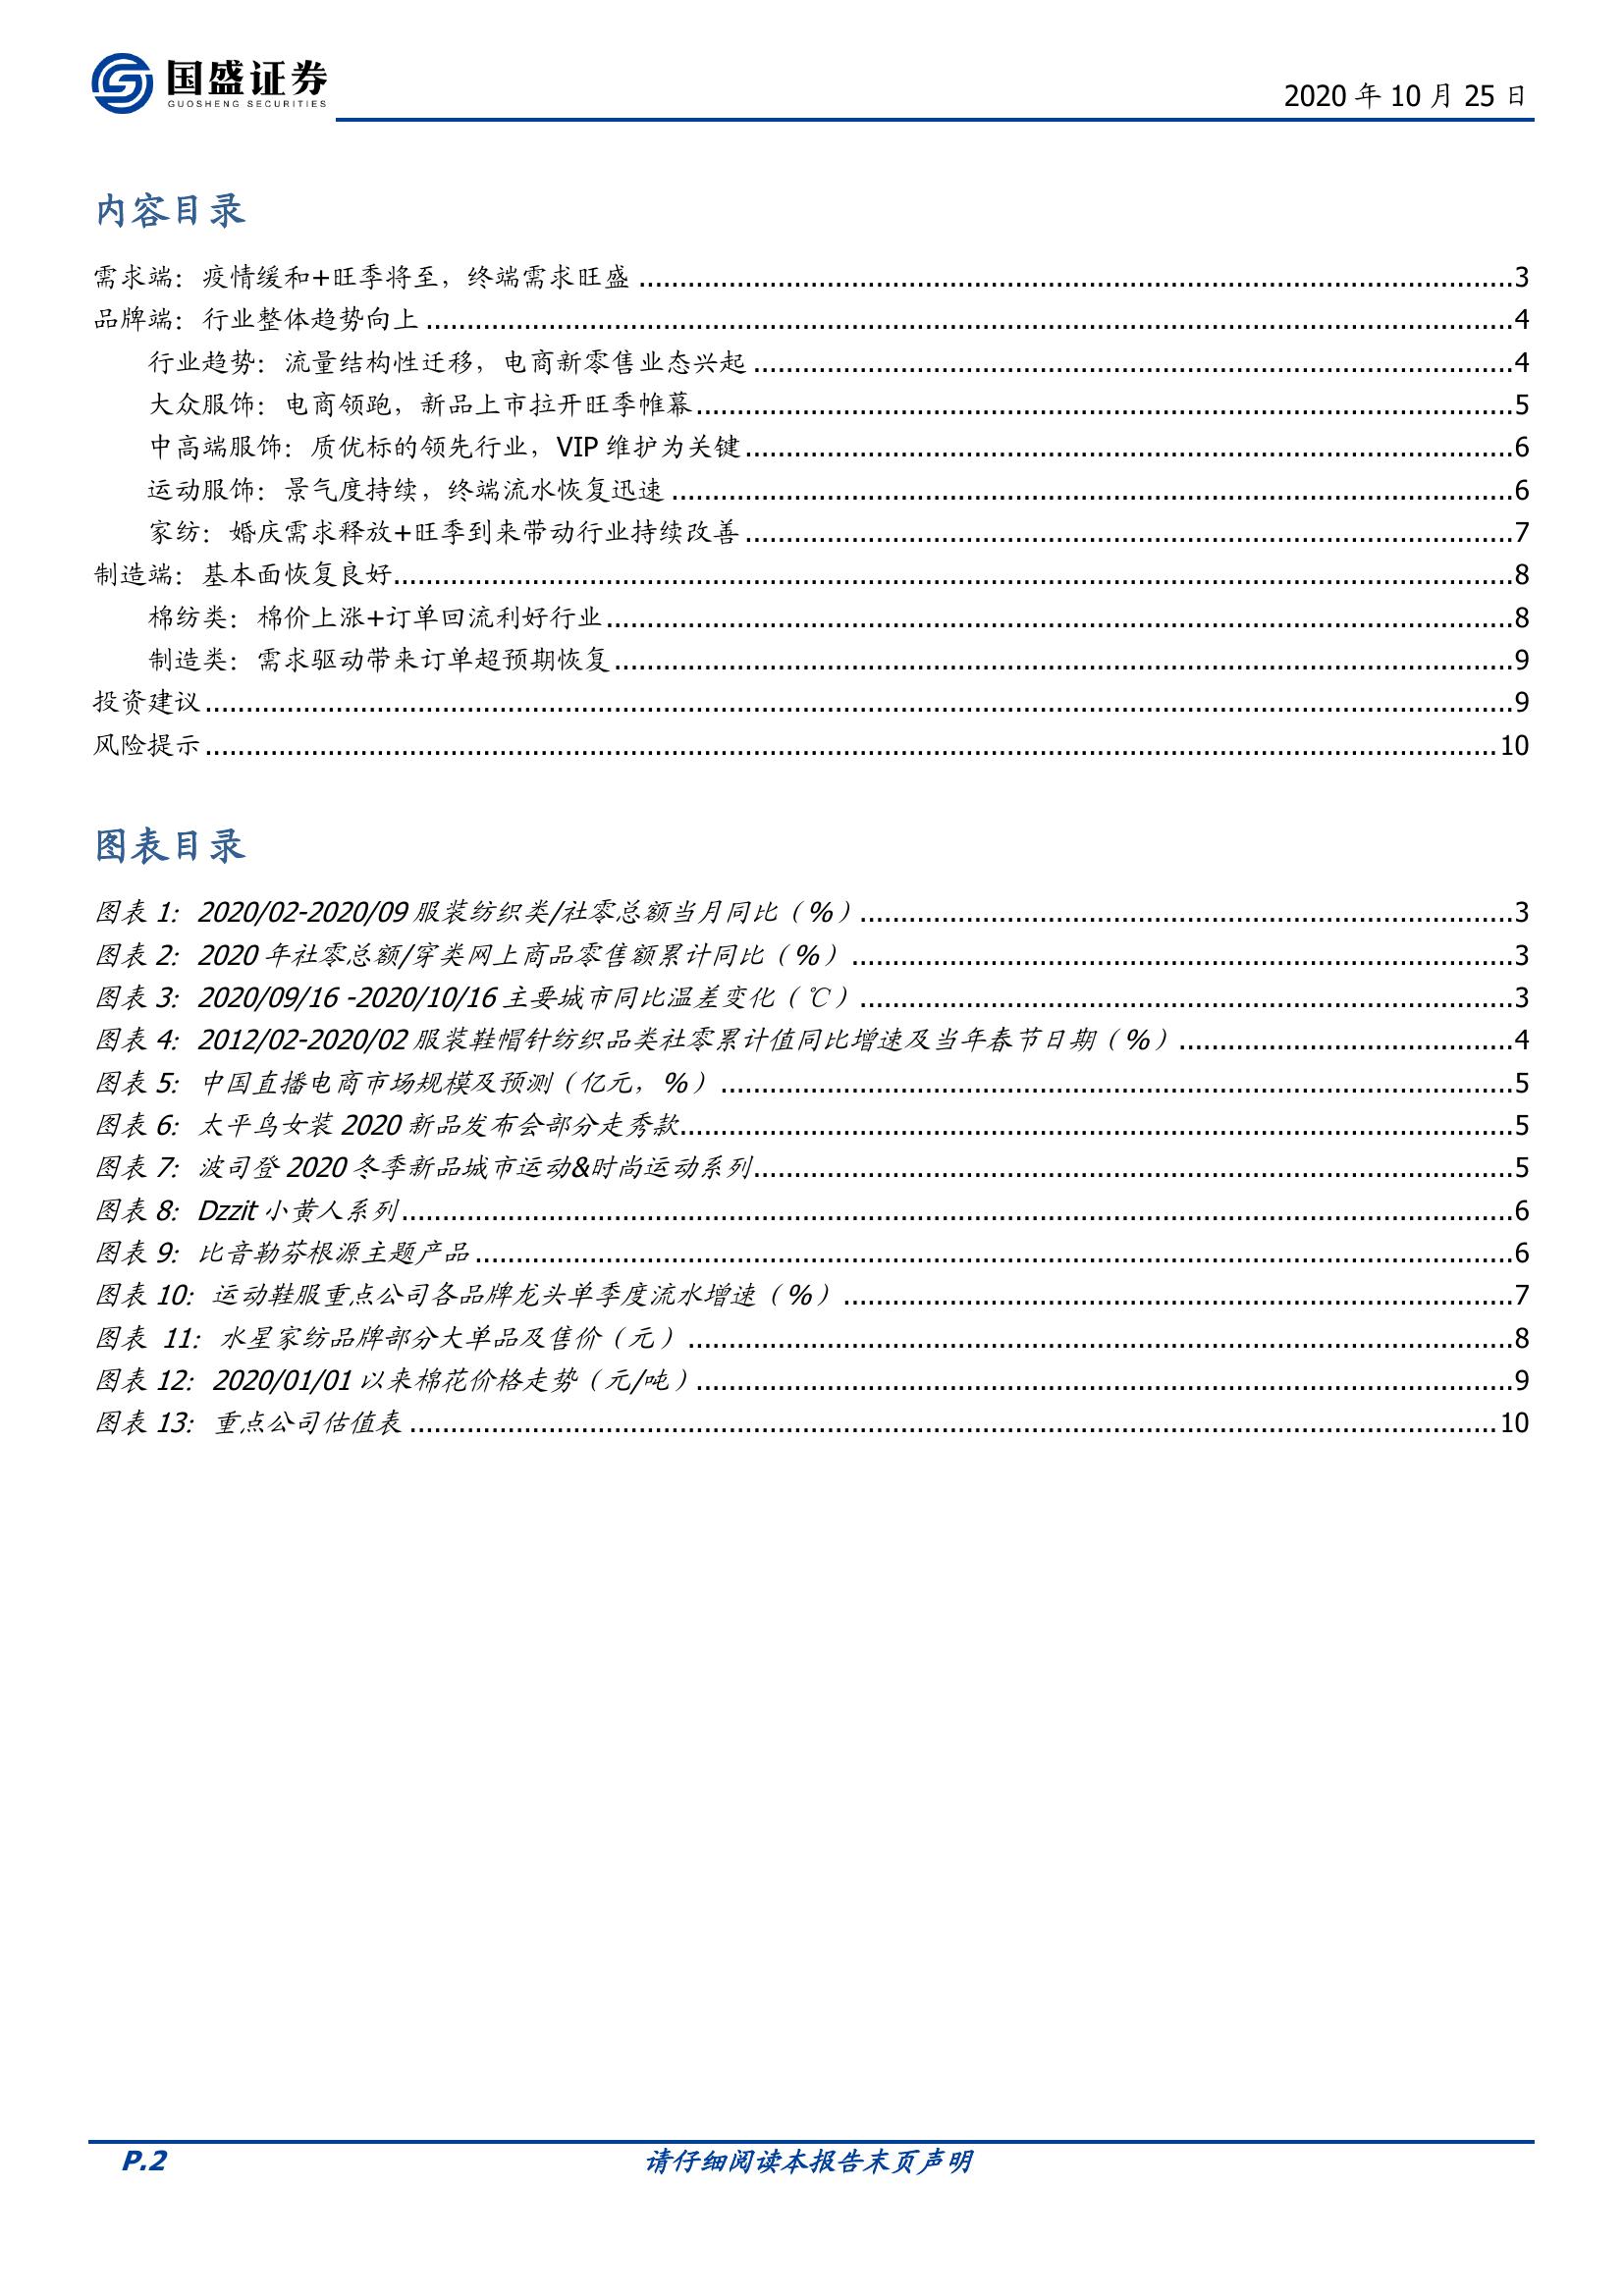 国盛证券
GUOSHENG SECURITIES
2020 年 10 月 25 日
内容目录
需求端：疫情缓和+旺季将至，终端需求旺盛 ........ 3
品牌端：行业整体趋势向上 ........ 4
行业趋势：流量结构性迁移，电商新零售业态兴起 ........ 4
大众服饰：电商领跑，新品上市拉开旺季帷幕 ........ 5
中高端服饰：质优标的领先行业，VIP 维护为关键 ........ 6
运动服饰：景气度持续，终端流水恢复迅速 ........ 6
家纺：婚庆需求释放+旺季到来带动行业持续改善 ........ 7
制造端：基本面恢复良好 ........ 8
棉纺类：棉价上涨+订单回流利好行业 ........ 8
制造类：需求驱动带来订单超预期恢复 ........ 9
投资建议 ........ 9
风险提示 ........ 10
图表目录
图表 1：2020/02-2020/09 服装纺织类/社零总额当月同比（%） ........ 3
图表 2：2020 年社零总额/穿类网上商品零售额累计同比（%） ........ 3
图表 3：2020/09/16 -2020/10/16 主要城市同比温差变化（℃） ........ 3
图表 4：2012/02-2020/02 服装鞋帽针纺织品类社零累计值同比增速及当年春节日期（%） ........ 4
图表 5：中国直播电商市场规模及预测（亿元，%） ........ 5
图表 6：太平鸟女装 2020 新品发布会部分走秀款 ........ 5
图表 7：波司登 2020 冬季新品城市运动&时尚运动系列 ........ 5
图表 8：Dzzit 小黄人系列 ........ 6
图表 9：比音勒芬根源主题产品 ........ 6
图表 10：运动鞋服重点公司各品牌龙头单季度流水增速（%） ........ 7
图表 11：水星家纺品牌部分大单品及售价（元） ........ 8
图表 12：2020/01/01 以来棉花价格走势（元/吨） ........ 9
图表 13：重点公司估值表 ........ 10
P.2
请仔细阅读本报告末页声明